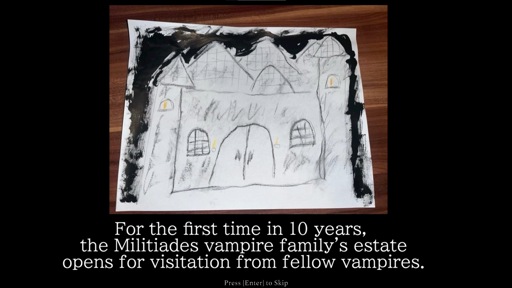 For the first time in 10 years,
the Militiades vampire family's estate
opens for visitation from fellow vampires.
Press [Enter] to Skip